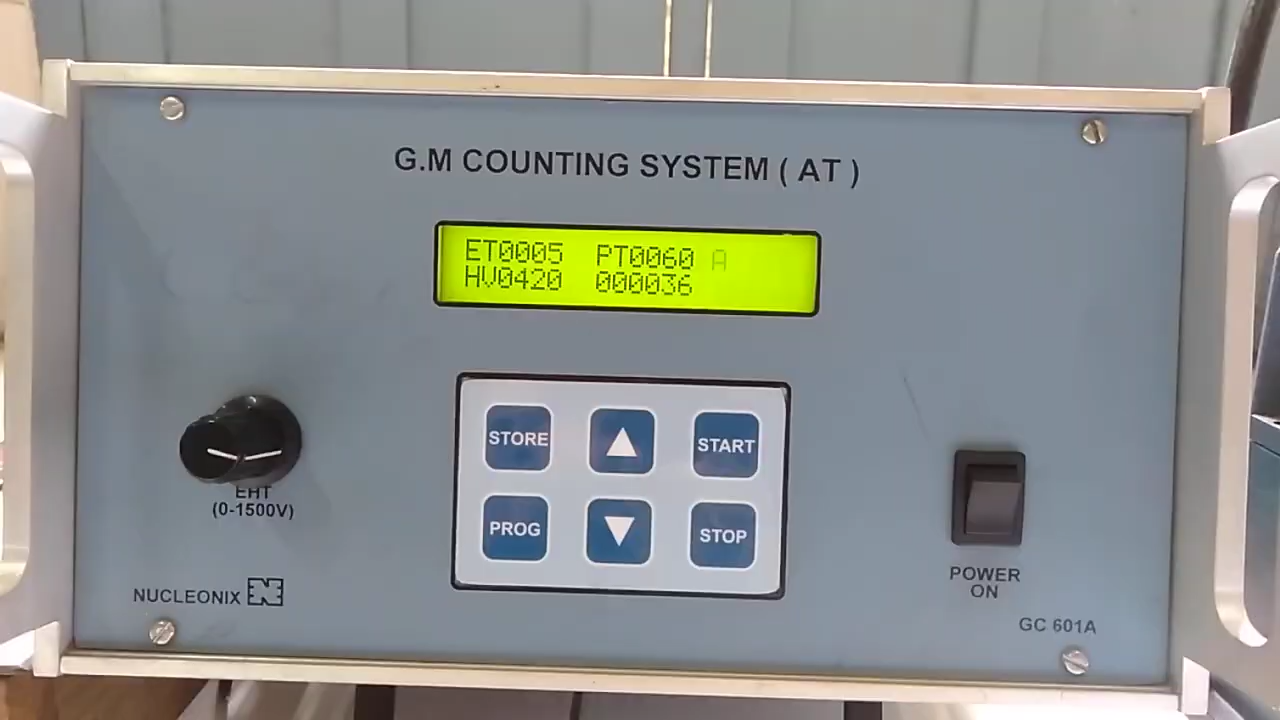 G.M COUNTING SYSTEM ( AT )
ET0005 PT0060 A
HV0420 000036
STORE
START
PROG
STOP
EHT
(0-1500V)
POWER
ON
NUCLEONIX
GC 601A